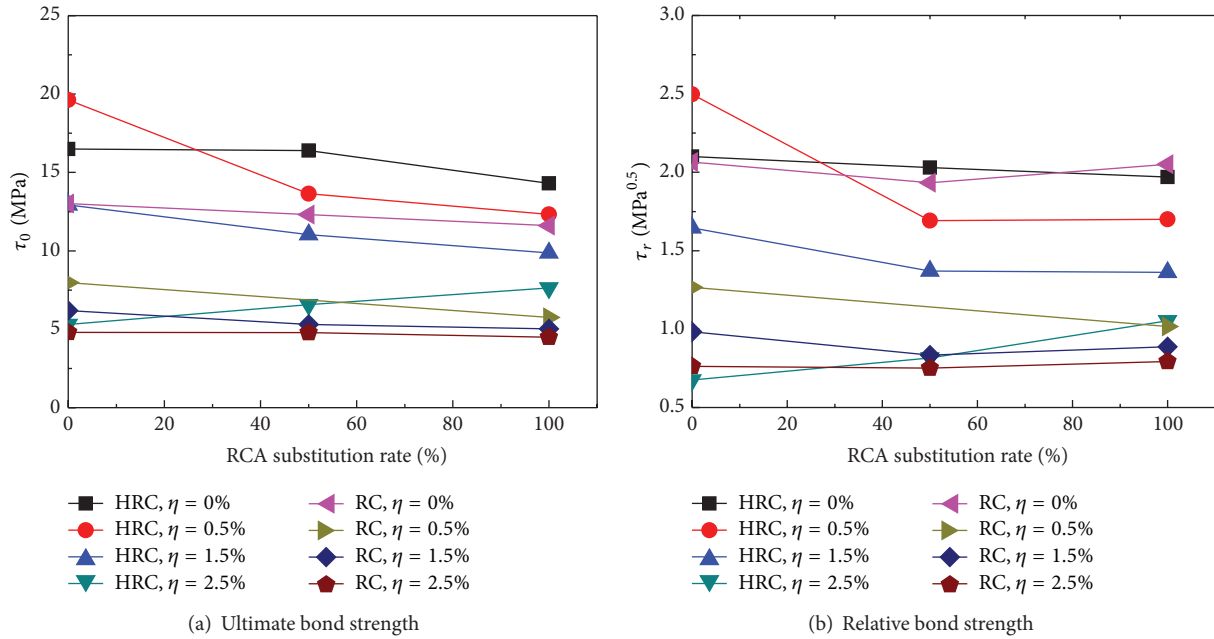 25
20
15
10
5
0
τ0 (MPa)
0 20 40 60 80 100
RCA substitution rate (%)
HRC, η = 0%
HRC, η = 0.5%
HRC, η = 1.5%
HRC, η = 2.5%
RC, η = 0%
RC, η = 0.5%
RC, η = 1.5%
RC, η = 2.5%
(a) Ultimate bond strength
3.0
2.5
2.0
1.5
1.0
0.5
τr (MPa^0.5)
0 20 40 60 80 100
RCA substitution rate (%)
HRC, η = 0%
HRC, η = 0.5%
HRC, η = 1.5%
HRC, η = 2.5%
RC, η = 0%
RC, η = 0.5%
RC, η = 1.5%
RC, η = 2.5%
(b) Relative bond strength